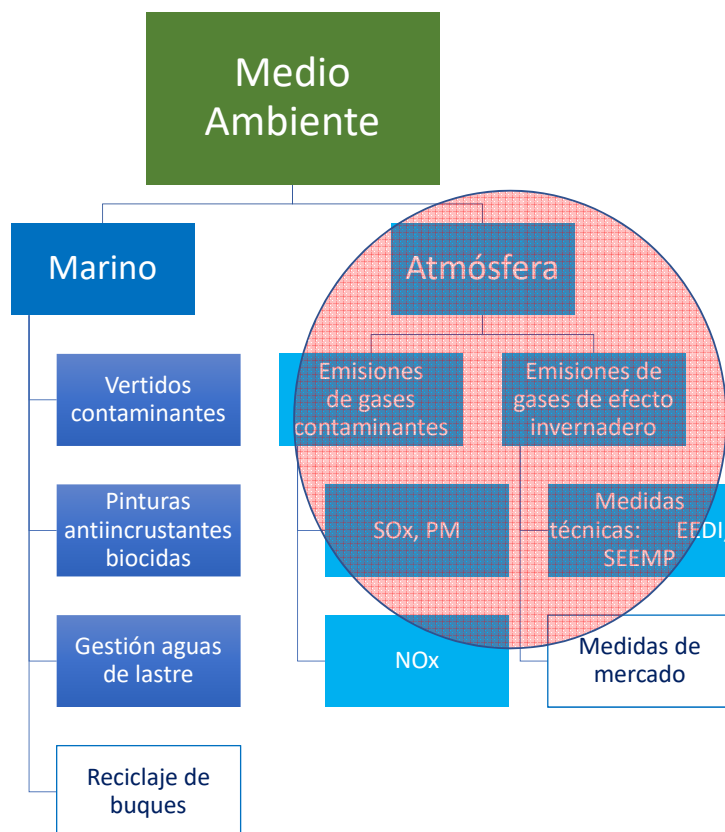 Medio
Ambiente
Marino
Atmósfera
Vertidos
contaminantes
Pinturas
antiincrustantes
biocidas
Gestión aguas
de lastre
Reciclaje de
buques
Emisiones
de gases
contaminantes
SOx, PM
NOx
Emisiones de
gases de efecto
invernadero
Medidas
técnicas: EEDI,
SEEMP
Medidas de
mercado